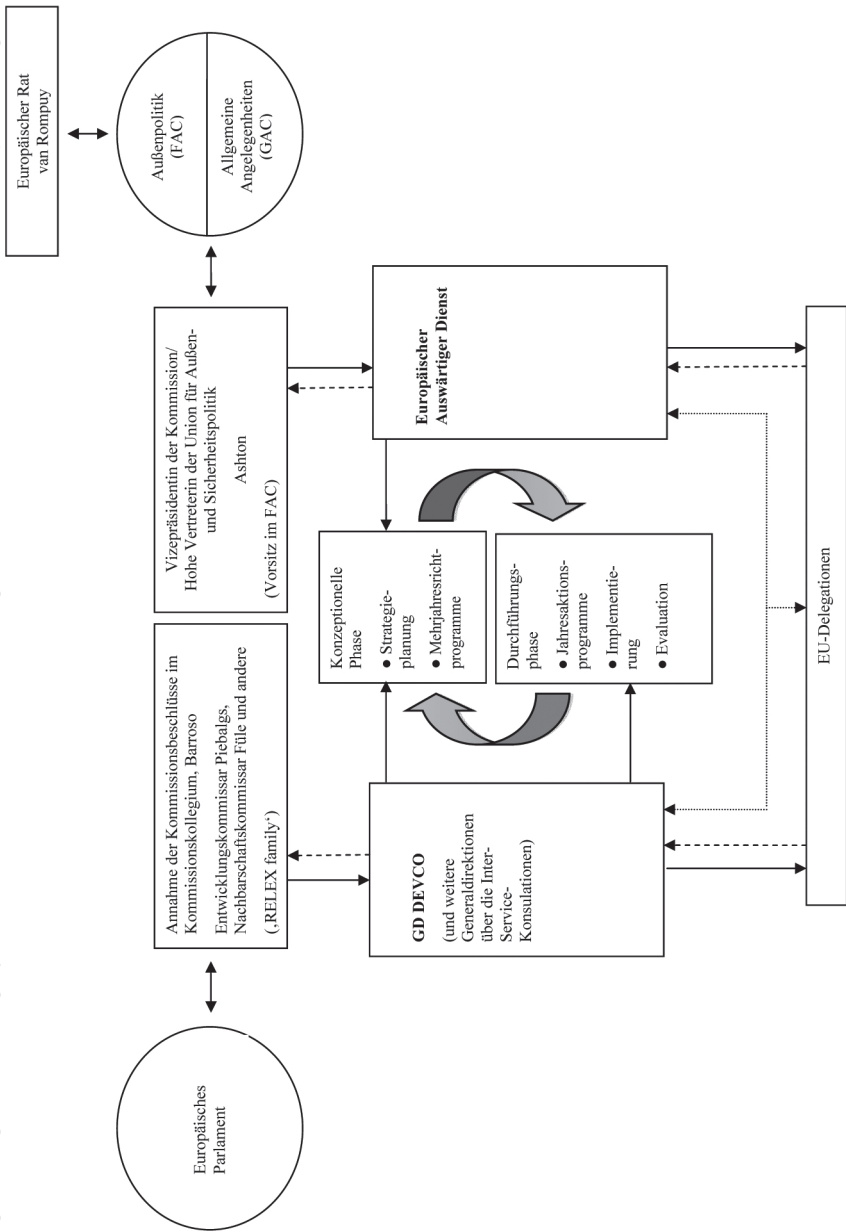 Europäischer Rat
van Rompuy
Außenpolitik
(FAC)
Allgemeine
Angelegenheiten
(GAC)
Europäisches
Parlament
Annahme der Kommissionsbeschlüsse im
Kommissionskollegium, Barroso
Entwicklungskommissar Piebalgs,
Nachbarschaftskommissar Füle und andere
(‚RELEX family‘)
Vizepräsidentin der Kommission/
Hohe Vertreterin der Union für Außen-
und Sicherheitspolitik
Ashton
(Vorsitz im FAC)
GD DEVCO
(und weitere
Generaldirektionen
über die Inter-
Service-
Konsulationen)
Konzeptionelle
Phase
● Strategie-
planung
● Mehrjahresricht-
programme
Durchführungs-
phase
● Jahresaktions-
programme
● Implementie-
rung
● Evaluation
Europäischer
Auswärtiger Dienst
EU-Delegationen